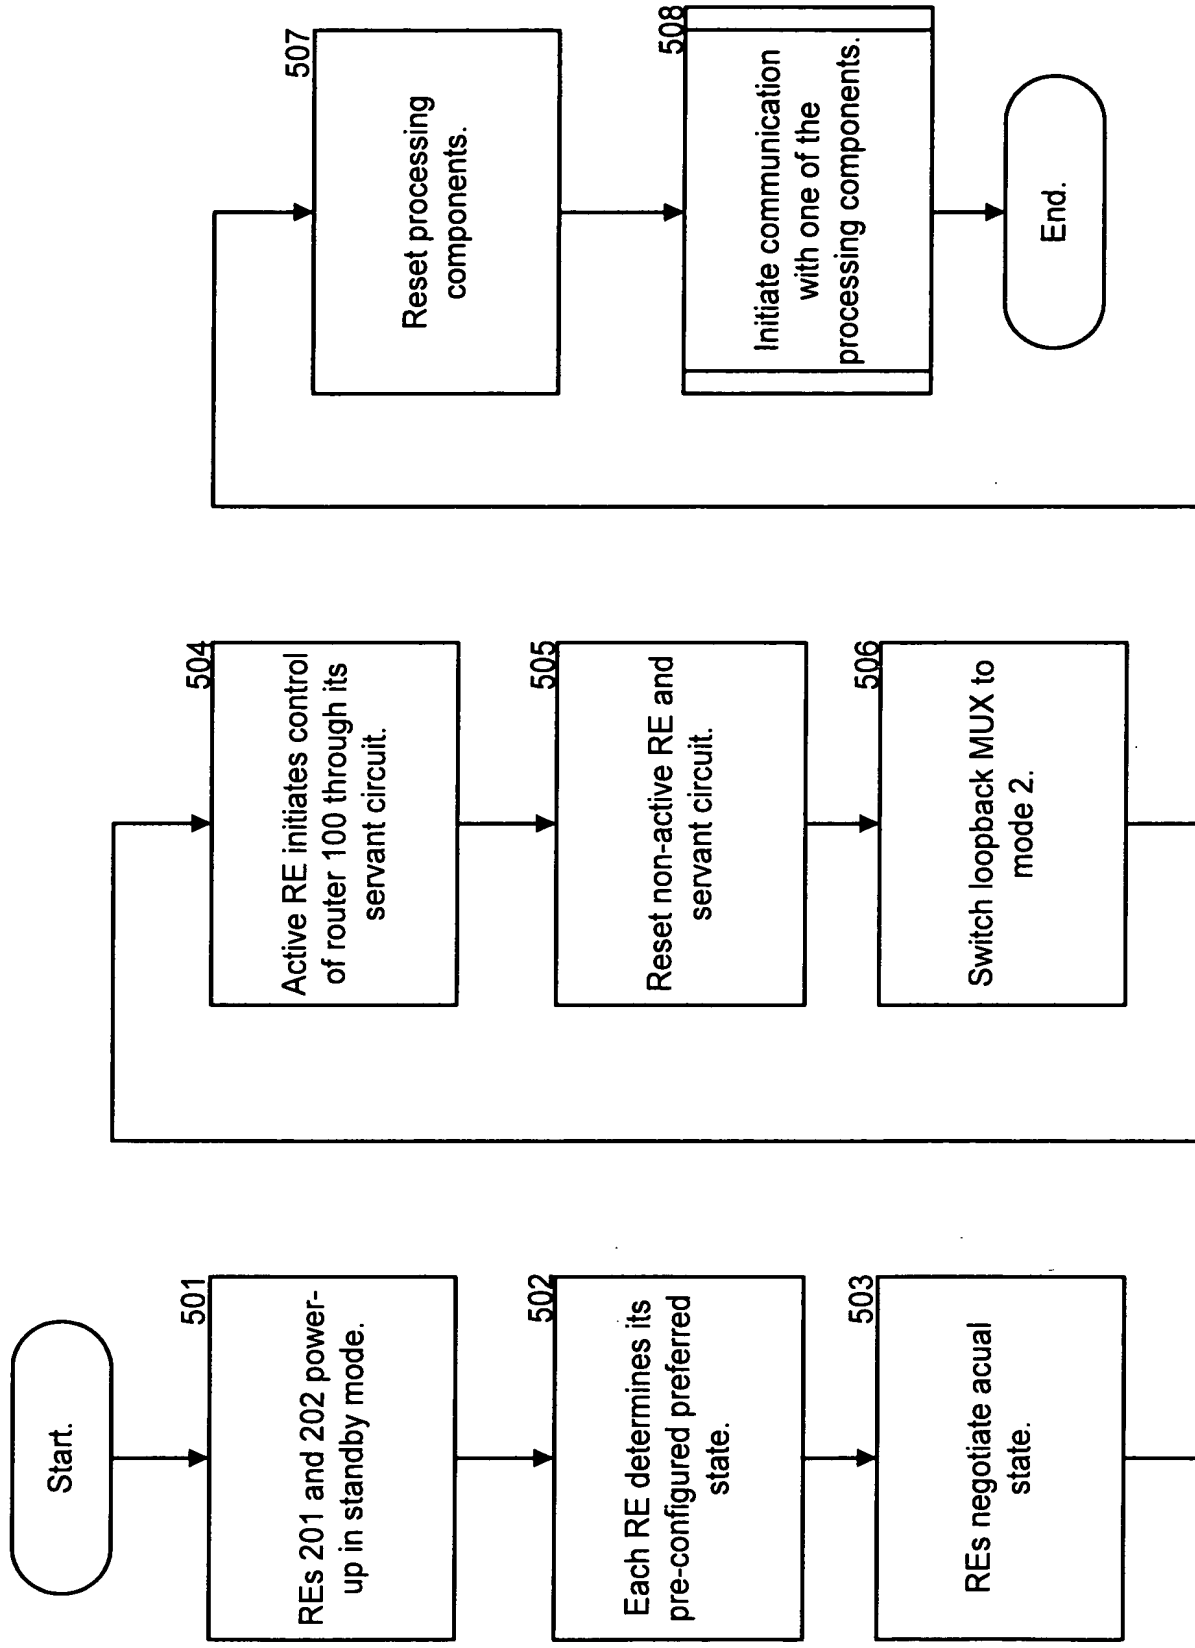 Start.
501
REs 201 and 202 power-
up in standby mode.
502
Each RE determines its
pre-configured preferred
state.
503
REs negotiate acual
state.
504
Active RE initiates control
of router 100 through its
servant circuit.
505
Reset non-active RE and
servant circuit.
506
Switch loopback MUX to
mode 2.
507
Reset processing
components.
508
Initiate communication
with one of the
processing components.
End.